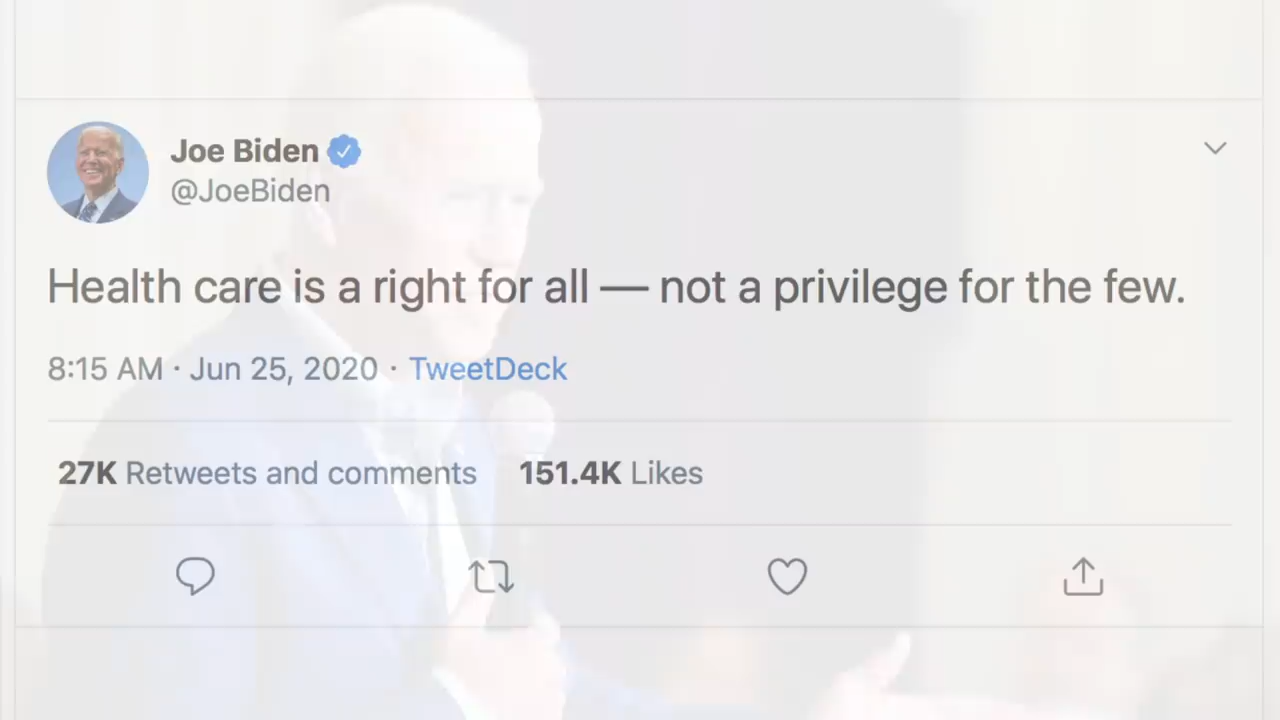 Joe Biden
@JoeBiden
Health care is a right for all — not a privilege for the few.
8:15 AM · Jun 25, 2020 · TweetDeck
27K Retweets and comments 151.4K Likes